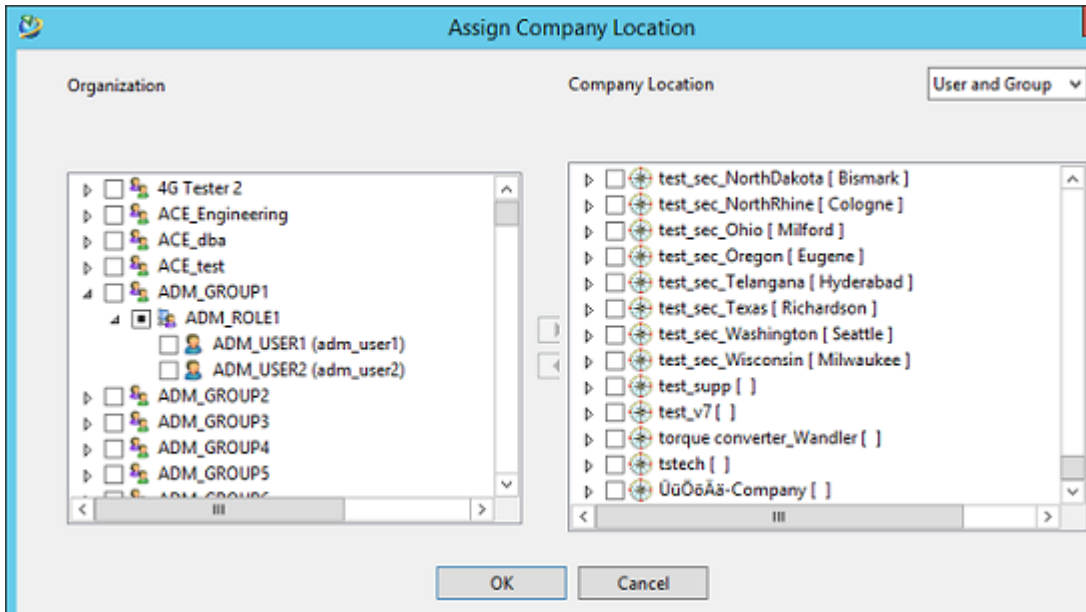 Assign Company Location
Organization
Company Location
User and Group
4G Tester 2
ACE_Engineering
ACE_dba
ACE_test
ADM_GROUP1
ADM_ROLE1
ADM_USER1 (adm_user1)
ADM_USER2 (adm_user2)
ADM_GROUP2
ADM_GROUP3
ADM_GROUP4
ADM_GROUP5
test_sec_NorthDakota [ Bismark ]
test_sec_NorthRhine [ Cologne ]
test_sec_Ohio [ Milford ]
test_sec_Oregon [ Eugene ]
test_sec_Telangana [ Hyderabad ]
test_sec_Texas [ Richardson ]
test_sec_Washington [ Seattle ]
test_sec_Wisconsin [ Milwaukee ]
test_supp [ ]
test_v7 [ ]
torque converter_Wandler [ ]
tstech [ ]
ÜüÖöÄä-Company [ ]
OK
Cancel